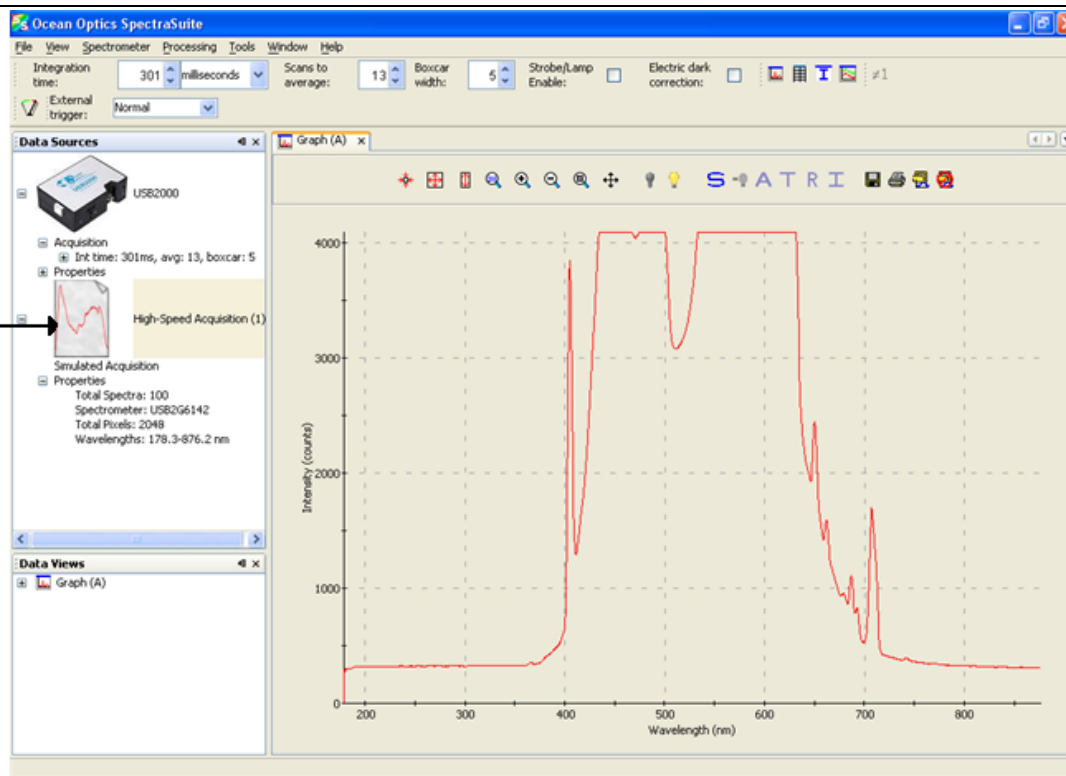 Ocean Optics SpectraSuite
File View Spectrometer Processing Tools Window Help
Integration time: 301 milliseconds Scans to average: 13 Boxcar width: 5 Strobe/Lamp Enable: Electric dark correction: ≠1
External trigger: Normal
Data Sources
USB2000
Acquisition
Int time: 301ms, avg: 13, boxcar: 5
Properties
High-Speed Acquisition (1)
Simulated Acquisition
Properties
Total Spectra: 100
Spectrometer: USB2G6142
Total Pixels: 2048
Wavelengths: 178.3-876.2 nm
Data Views
Graph (A)
Graph (A)
S A T R I
4000
3000
2000
1000
0
Intensity (counts)
200 300 400 500 600 700 800
Wavelength (nm)